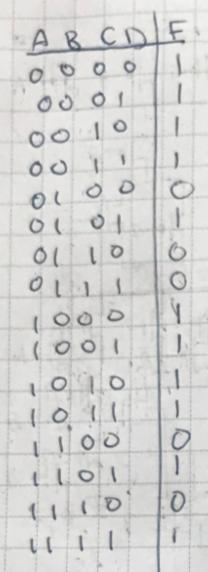 A B C D F
0 0 0 0 1
0 0 0 1 1
0 0 1 0 1
0 0 1 1 1
0 1 0 0 0
0 1 0 1 1
0 1 1 0 0
0 1 1 1 0
1 0 0 0 1
1 0 0 1 1
1 0 1 0 1
1 0 1 1 1
1 1 0 0 0
1 1 0 1 1
1 1 1 0 0
1 1 1 1 1